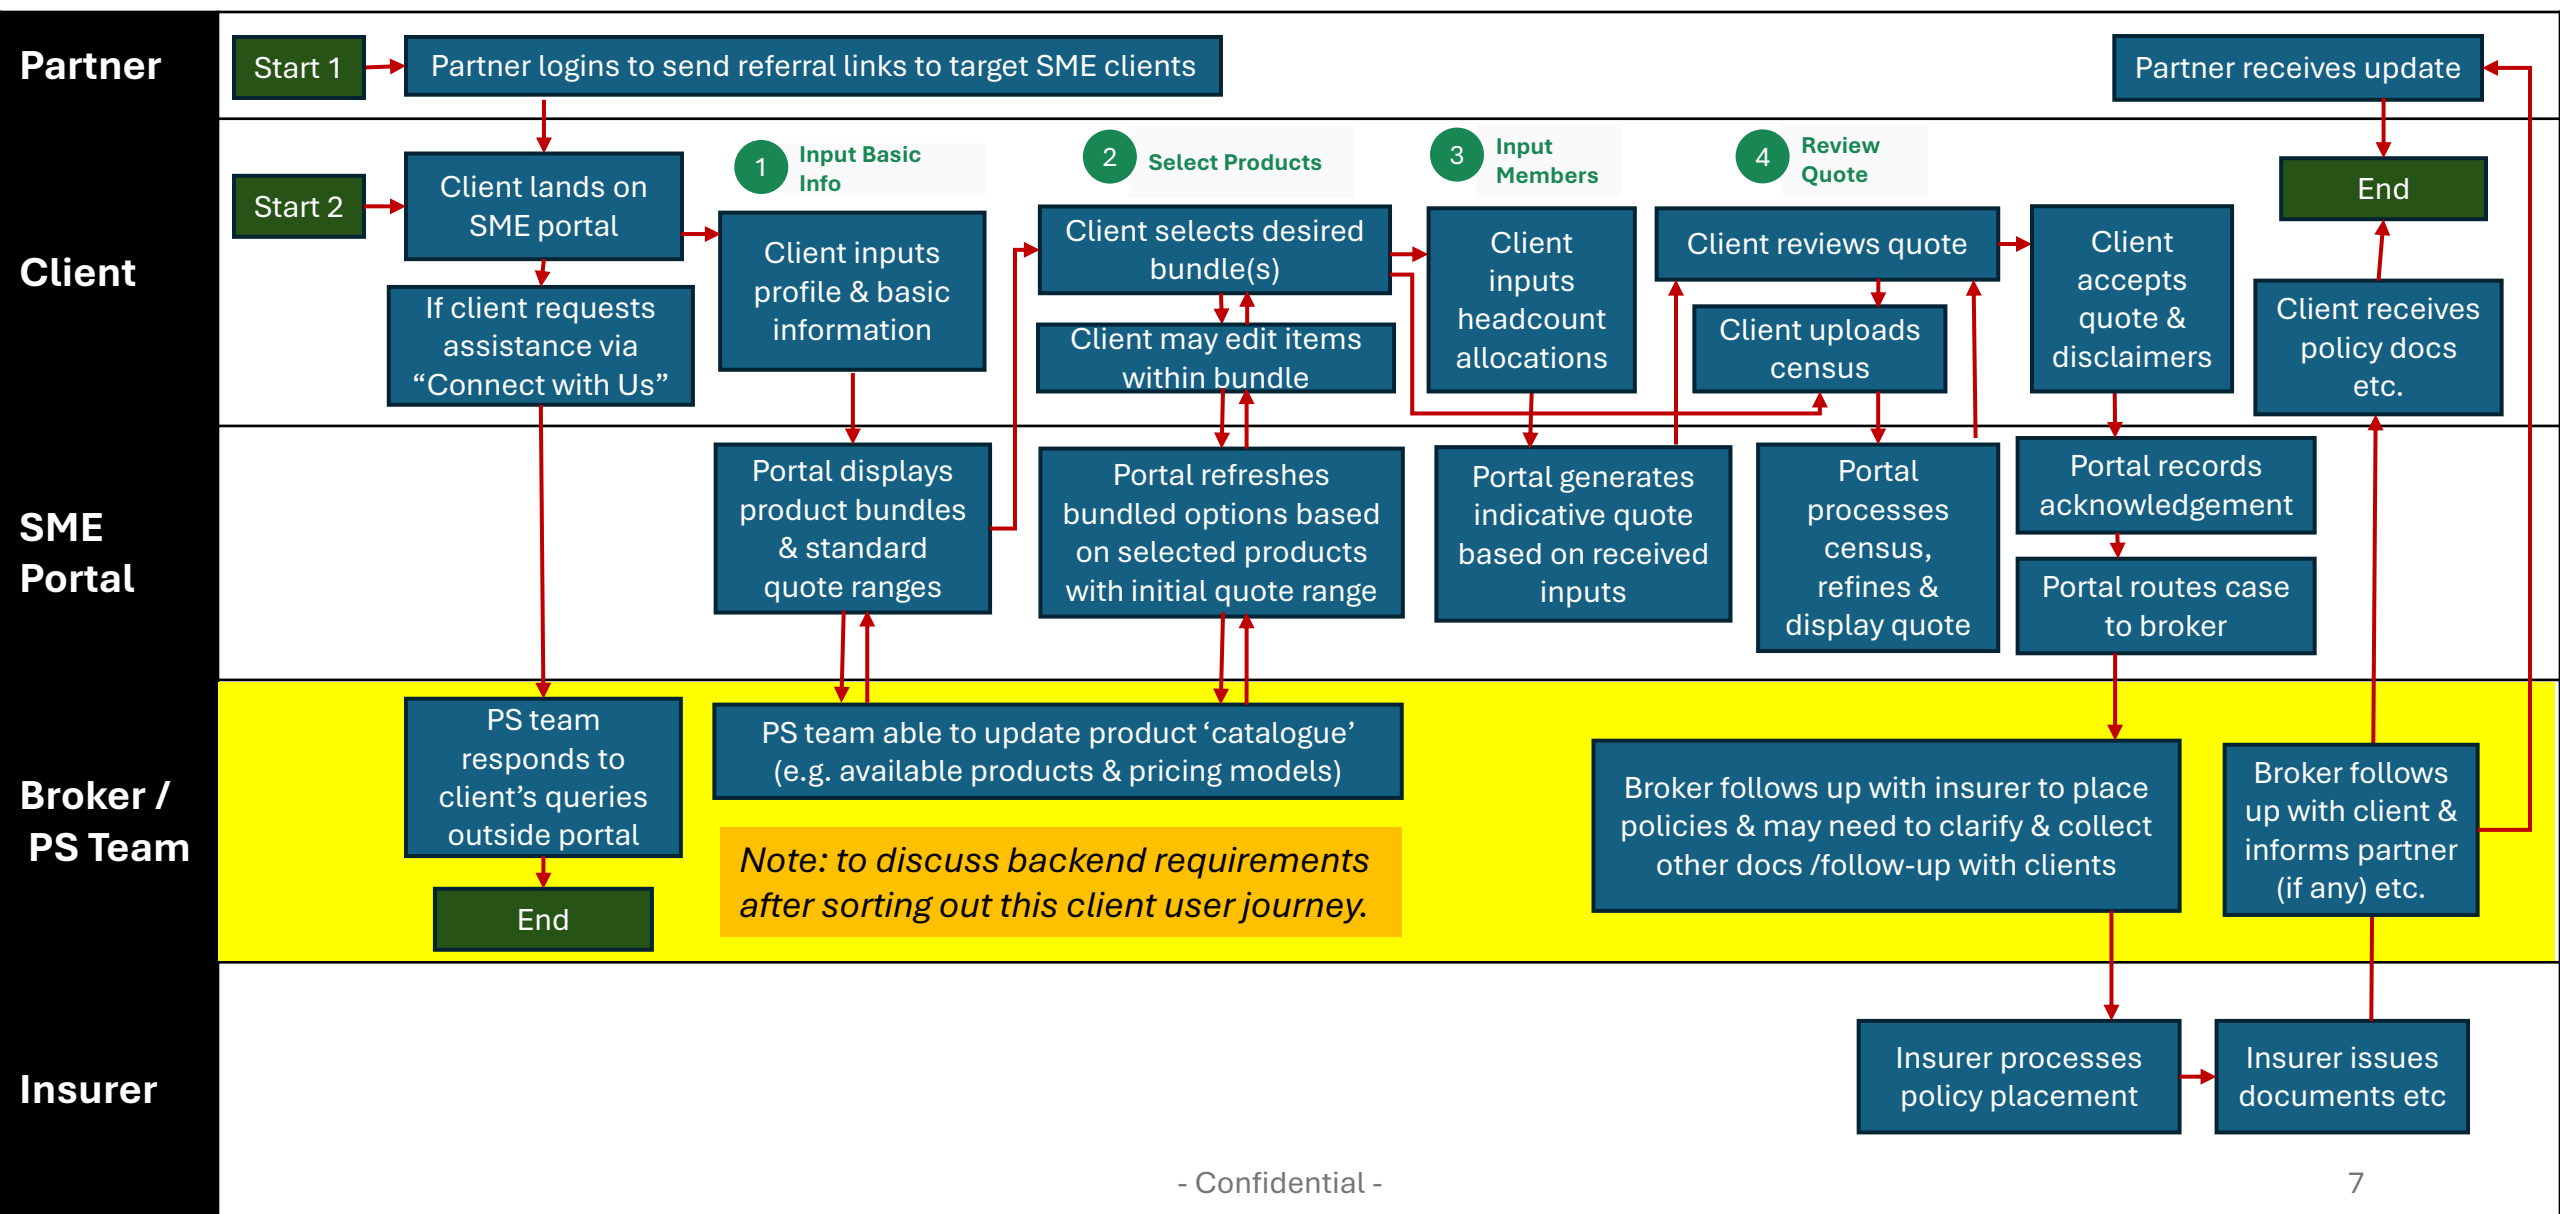 Partner
Start 1
Partner logins to send referral links to target SME clients
Partner receives update
Client
Start 2
Client lands on
SME portal
If client requests
assistance via
“Connect with Us”
1
Input Basic
Info
Client inputs
profile & basic
information
2
Select Products
Client selects desired
bundle(s)
Client may edit items
within bundle
3
Input
Members
Client
inputs
headcount
allocations
4
Review
Quote
Client reviews quote
Client uploads
census
Client
accepts
quote &
disclaimers
End
Client receives
policy docs
etc.
SME
Portal
Portal displays
product bundles
& standard
quote ranges
Portal refreshes
bundled options based
on selected products
with initial quote range
Portal generates
indicative quote
based on received
inputs
Portal
processes
census,
refines &
display quote
Portal records
acknowledgement
Portal routes case
to broker
Broker /
PS Team
PS team
responds to
client’s queries
outside portal
End
PS team able to update product ‘catalogue’
(e.g. available products & pricing models)
Note: to discuss backend requirements
after sorting out this client user journey.
Broker follows up with insurer to place
policies & may need to clarify & collect
other docs /follow-up with clients
Broker follows
up with client &
informs partner
(if any) etc.
Insurer
Insurer processes
policy placement
Insurer issues
documents etc
- Confidential -
7